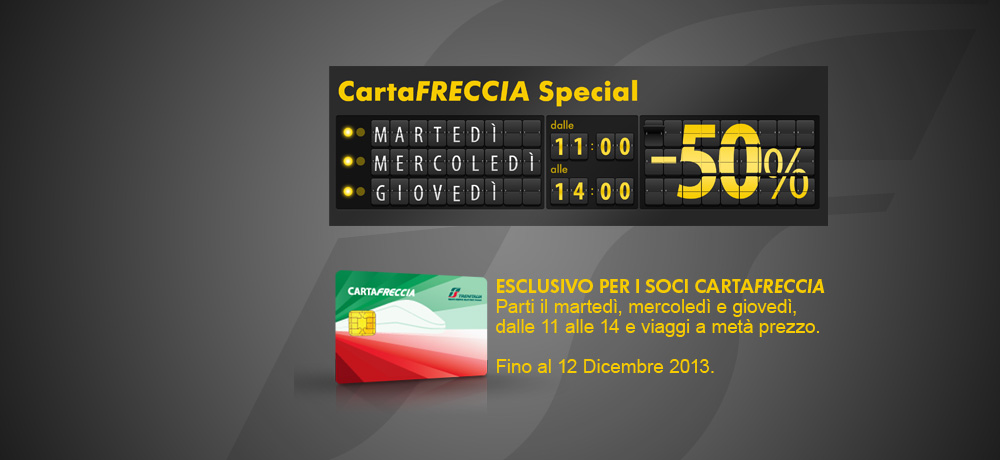 CartaFRECCIA Special
MARTEDÌ
MERCOLEDÌ
GIOVEDÌ
dalle
11:00
alle
14:00
-50%
CARTAFRECCIA
TRENITALIA
ESCLUSIVO PER I SOCI CARTAFRECCIA
Parti il martedì, mercoledì e giovedì,
dalle 11 alle 14 e viaggi a metà prezzo.
Fino al 12 Dicembre 2013.